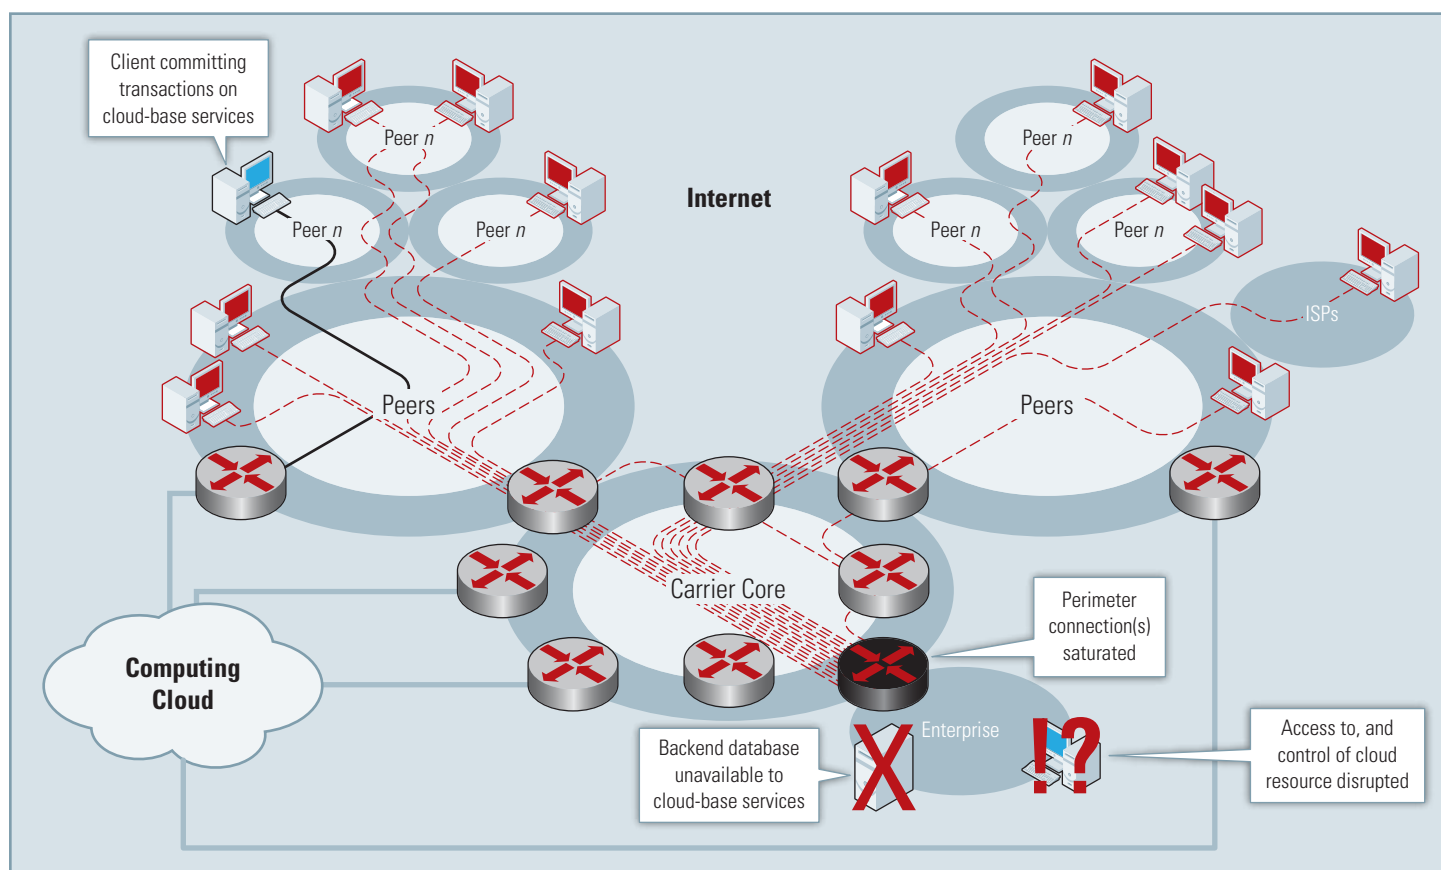 Client committing
transactions on
cloud-base services
Peer n
Peer n
Peer n
Internet
Peer n
Peer n
Peer n
ISPs
Peers
Peers
Carrier Core
Computing
Cloud
Perimeter
connection(s)
saturated
Enterprise
Backend database
unavailable to
cloud-base services
X
!?
Access to, and
control of cloud
resource disrupted